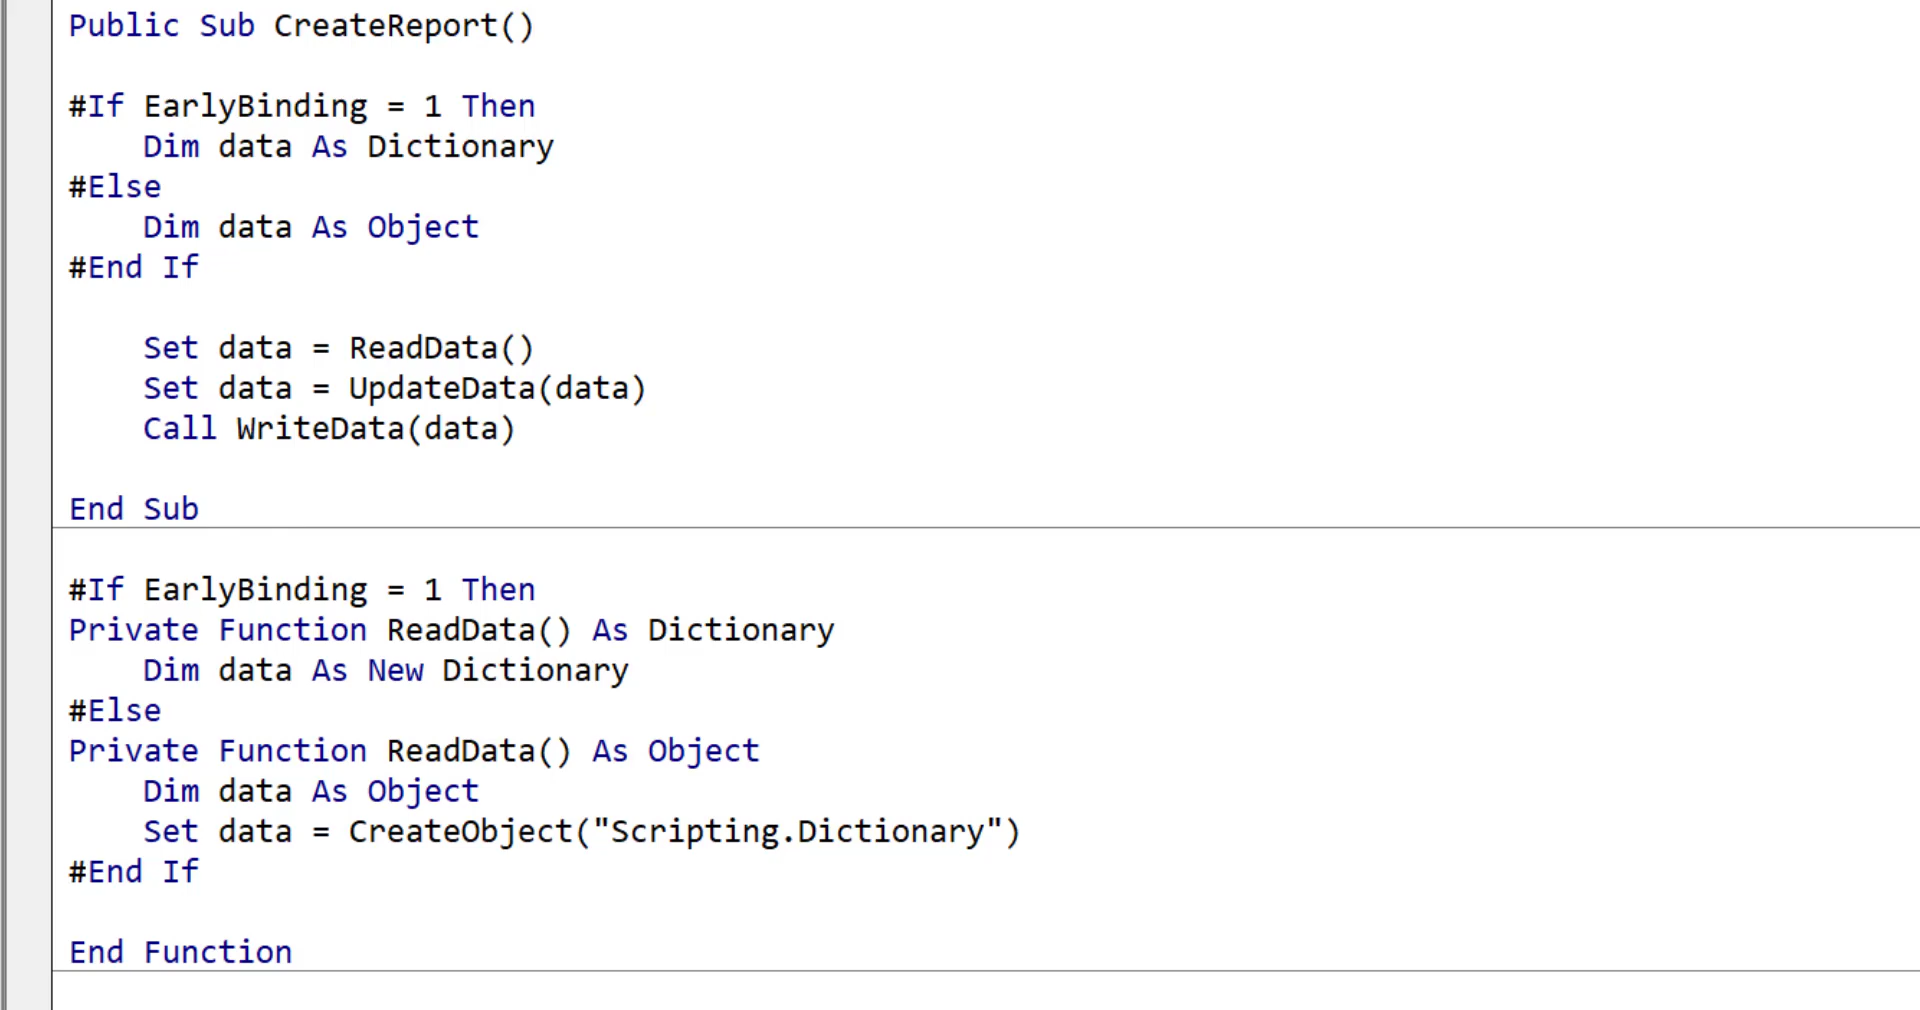 Public Sub CreateReport()
#If EarlyBinding = 1 Then
    Dim data As Dictionary
#Else
    Dim data As Object
#End If
    Set data = ReadData()
    Set data = UpdateData(data)
    Call WriteData(data)
End Sub
#If EarlyBinding = 1 Then
Private Function ReadData() As Dictionary
    Dim data As New Dictionary
#Else
Private Function ReadData() As Object
    Dim data As Object
    Set data = CreateObject("Scripting.Dictionary")
#End If
End Function